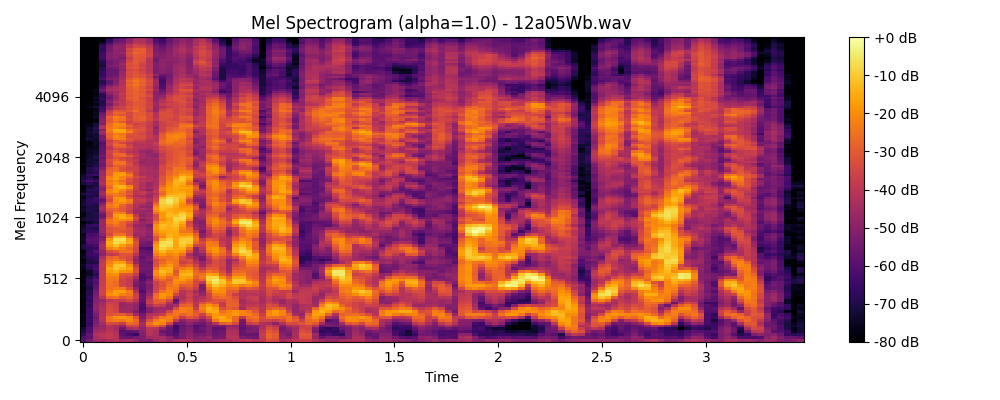 Mel Spectrogram (alpha=1.0) - 12a05Wb.wav
Mel Frequency
4096
2048
1024
512
0
0
0.5
1
1.5
2
2.5
3
Time
+0 dB
-10 dB
-20 dB
-30 dB
-40 dB
-50 dB
-60 dB
-70 dB
-80 dB